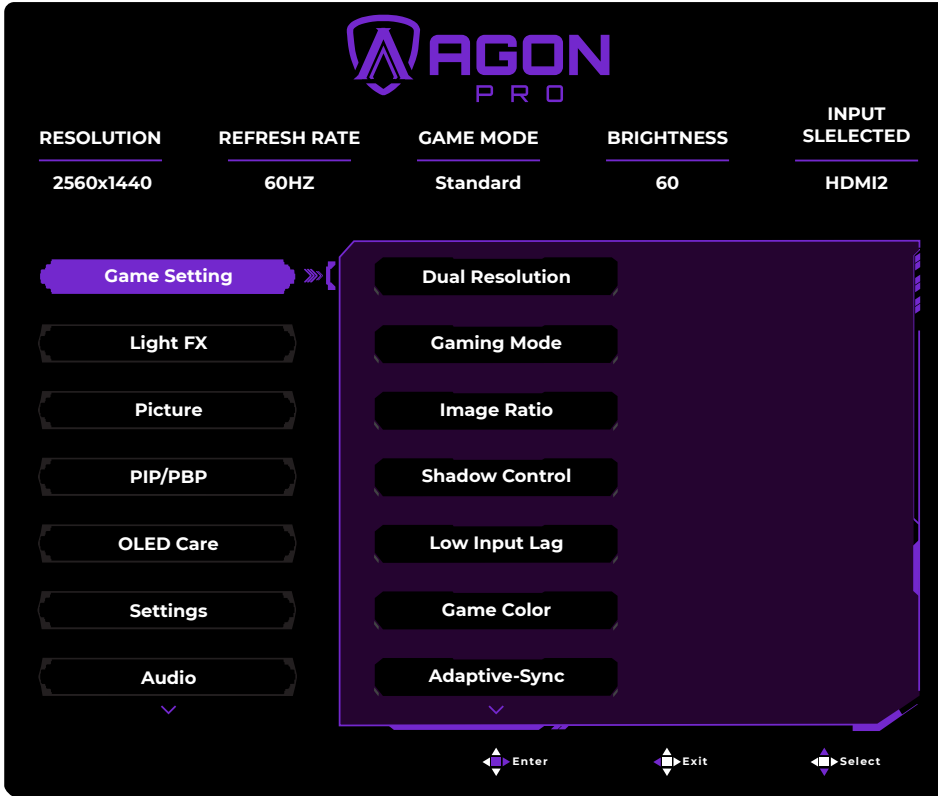 AGON
PRO
RESOLUTION
REFRESH RATE
GAME MODE
BRIGHTNESS
INPUT
SLELECTED
2560x1440
60HZ
Standard
60
HDMI2
Game Setting
Light FX
Picture
PIP/PBP
OLED Care
Settings
Audio
Dual Resolution
Gaming Mode
Image Ratio
Shadow Control
Low Input Lag
Game Color
Adaptive-Sync
Enter
Exit
Select